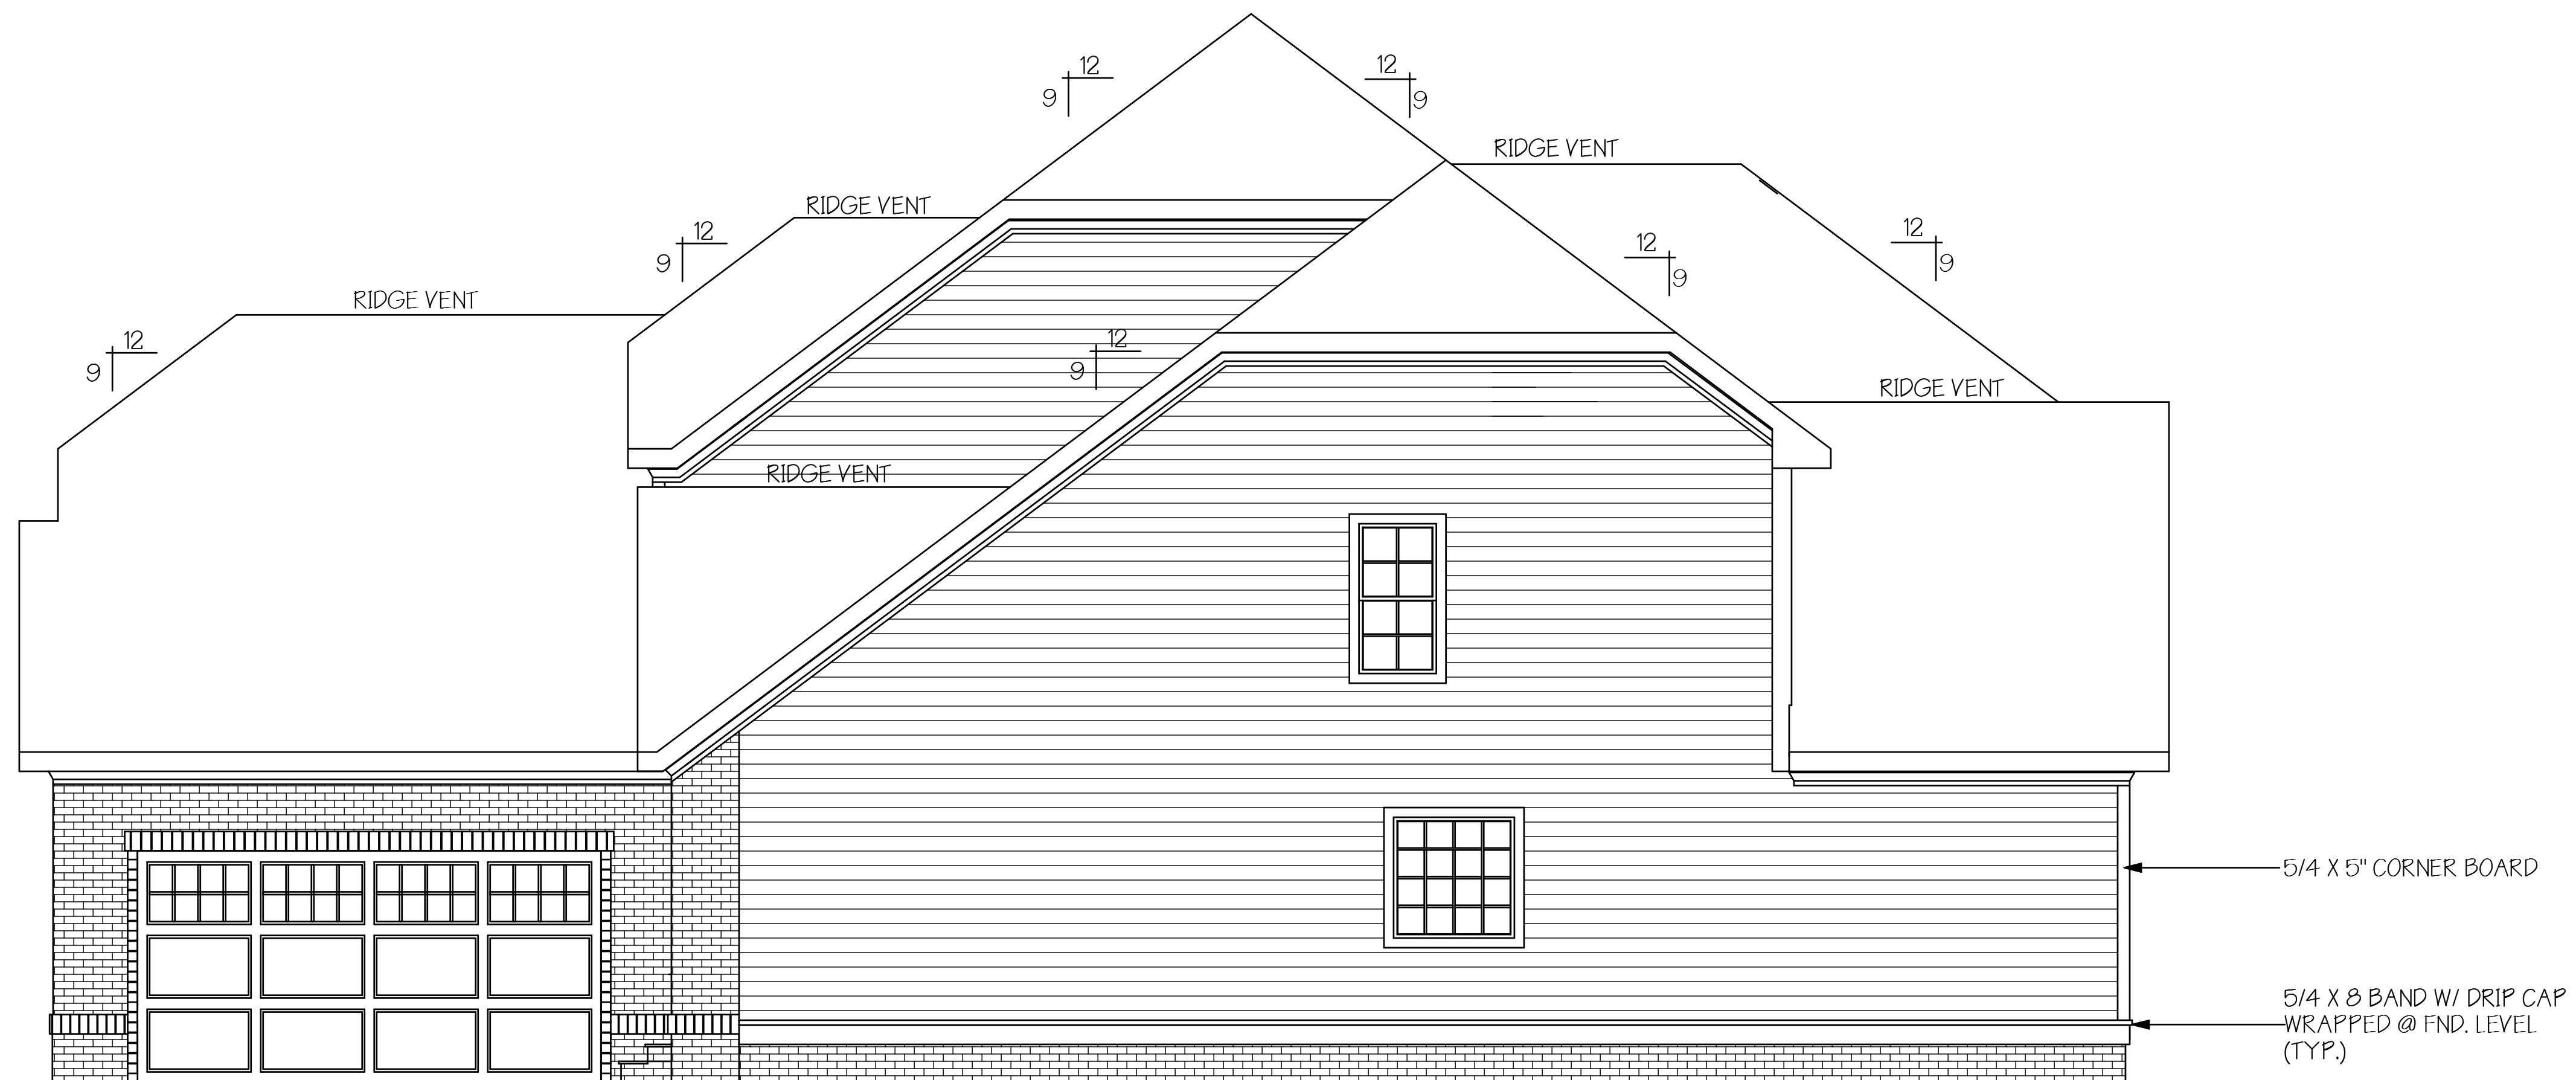 12
9
12
9
RIDGE VENT
RIDGE VENT
12
9
12
9
12
9
RIDGE VENT
12
9
12
9
RIDGE VENT
RIDGE VENT
5/4 X 5" CORNER BOARD
5/4 X 8 BAND W/ DRIP CAP
WRAPPED @ FND. LEVEL
(TYP.)